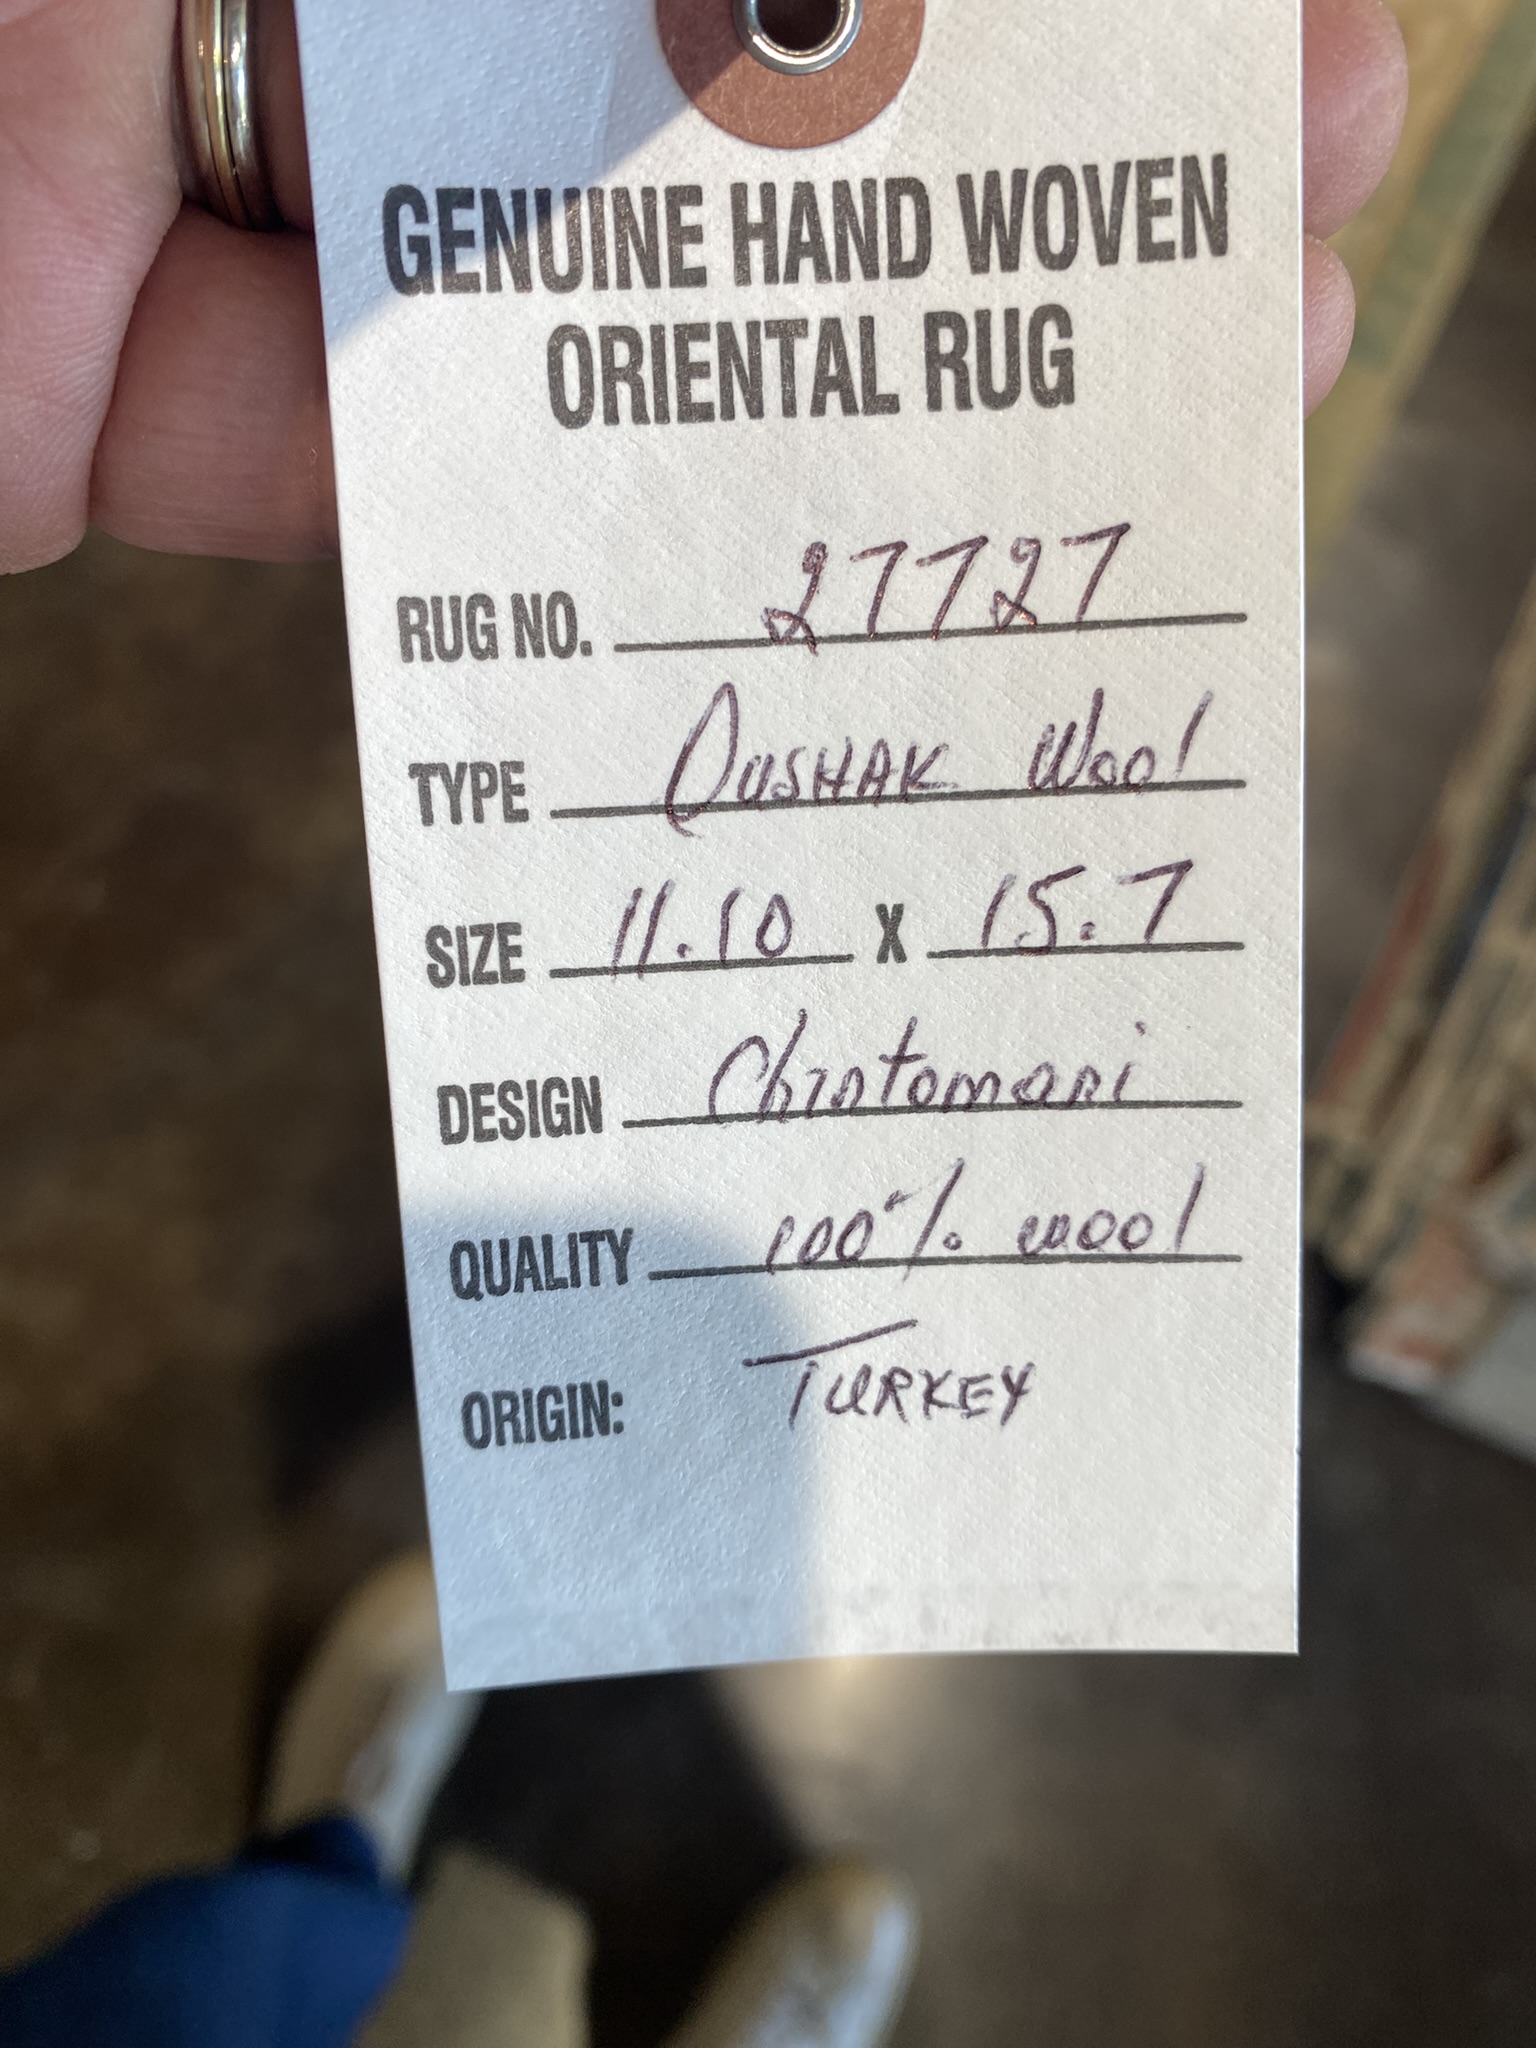 GENUINE HAND WOVEN
ORIENTAL RUG
RUG NO. 27727
TYPE Oushak Wool
SIZE 11.10 X 15.7
DESIGN Chintomani
QUALITY 100% wool
ORIGIN: TURKEY